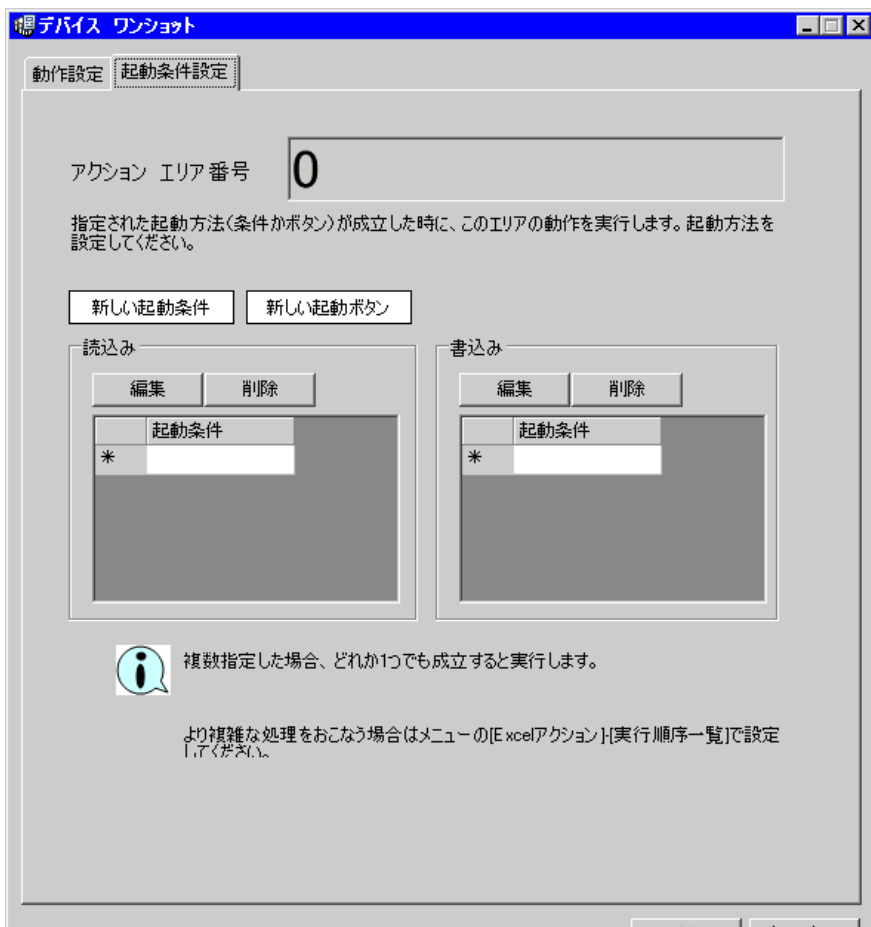 デバイス ワンショット
動作設定 起動条件設定
アクション エリア番号 0
指定された起動方法(条件かボタン)が成立した時に、このエリアの動作を実行します。起動方法を
設定してください。
新しい起動条件 新しい起動ボタン
読込み 書込み
編集 削除 編集 削除
起動条件 起動条件
* *
複数指定した場合、どれか1つでも成立すると実行します。
より複雑な処理をおこなう場合はメニューの[Excelアクション]-[実行順序一覧]で設定
してください。